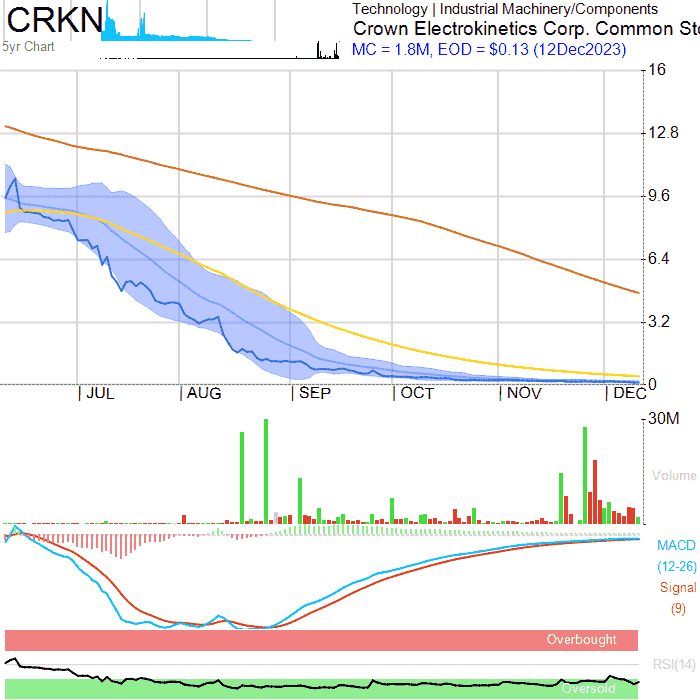 CRKN
5yr Chart
Technology | Industrial Machinery/Components
Crown Electrokinetics Corp. Common Sto
MC = 1.8M, EOD = $0.13 (12Dec2023)
16
12.8
9.6
6.4
3.2
0
| JUL | AUG | SEP | OCT | NOV | DEC
30M
Volume
MACD
(12-26)
Signal
(9)
Overbought
RSI(14)
Oversold